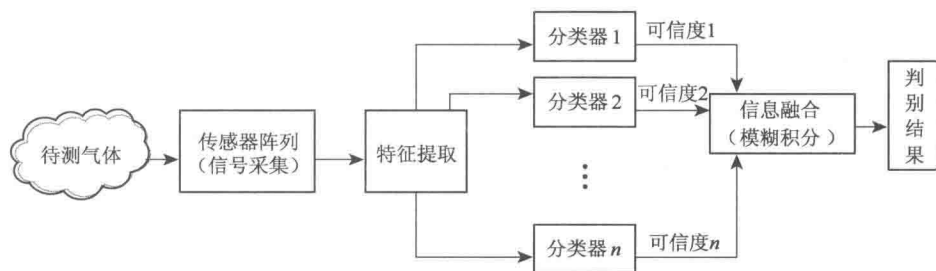 待测气体
传感器阵列
（信号采集）
特征提取
分类器1
可信度1
分类器2
可信度2
⋮
分类器n
可信度n
信息融合
（模糊积分）
判
别
结
果